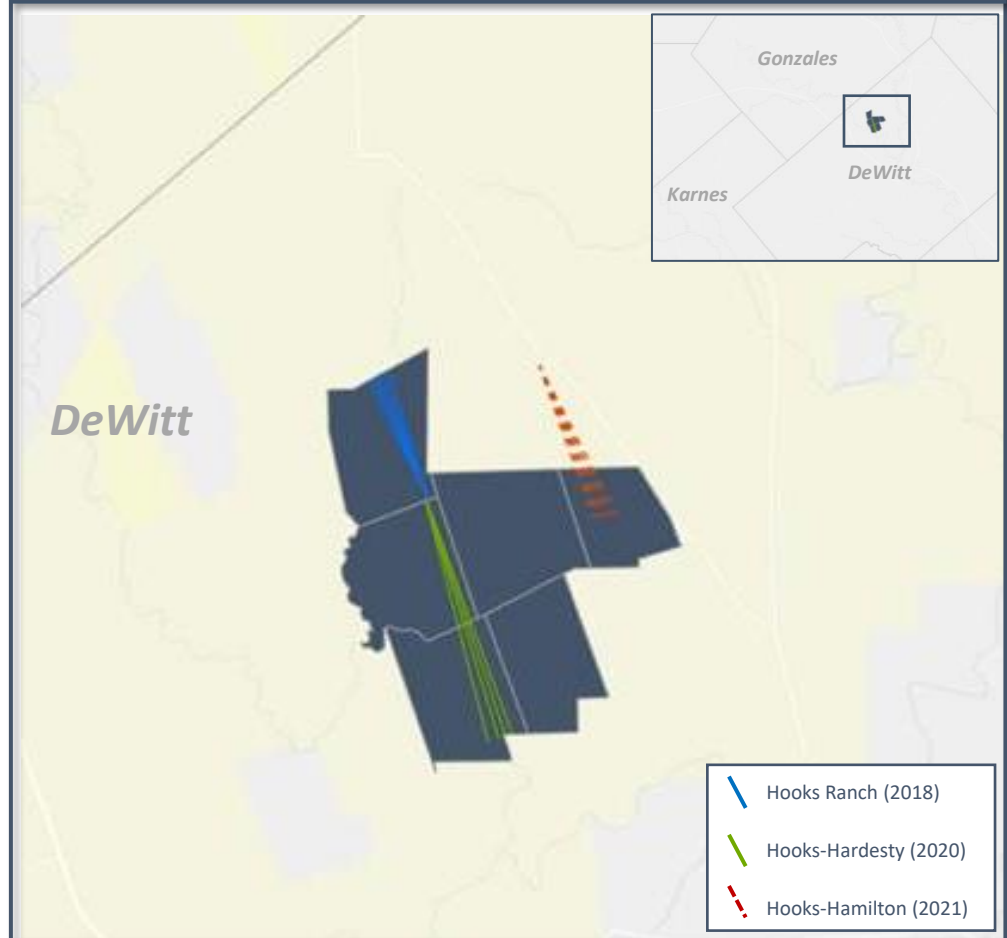 Gonzales
DeWitt
Karnes
DeWitt
Hooks Ranch (2018)
Hooks-Hardesty (2020)
Hooks-Hamilton (2021)